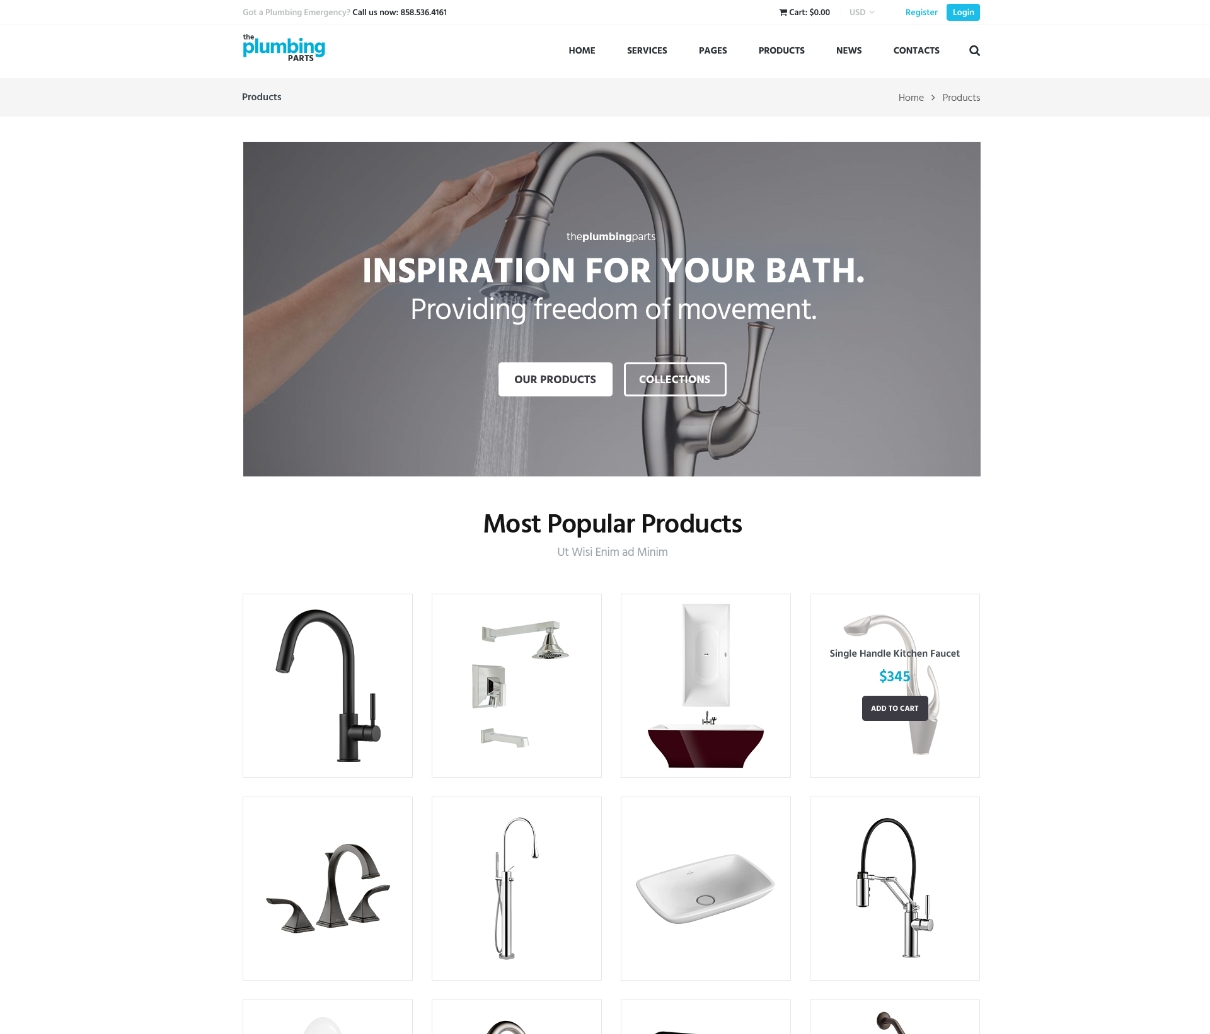 Got a Plumbing Emergency? Call us now: 858.536.4161
Cart: $0.00
USD
Register
Login
the
plumbing
PARTS
HOME
SERVICES
PAGES
PRODUCTS
NEWS
CONTACTS
Products
Home > Products
theplumbingparts
INSPIRATION FOR YOUR BATH.
Providing freedom of movement.
OUR PRODUCTS
COLLECTIONS
Most Popular Products
Ut Wisi Enim ad Minim
Single Handle Kitchen Faucet
$345
ADD TO CART